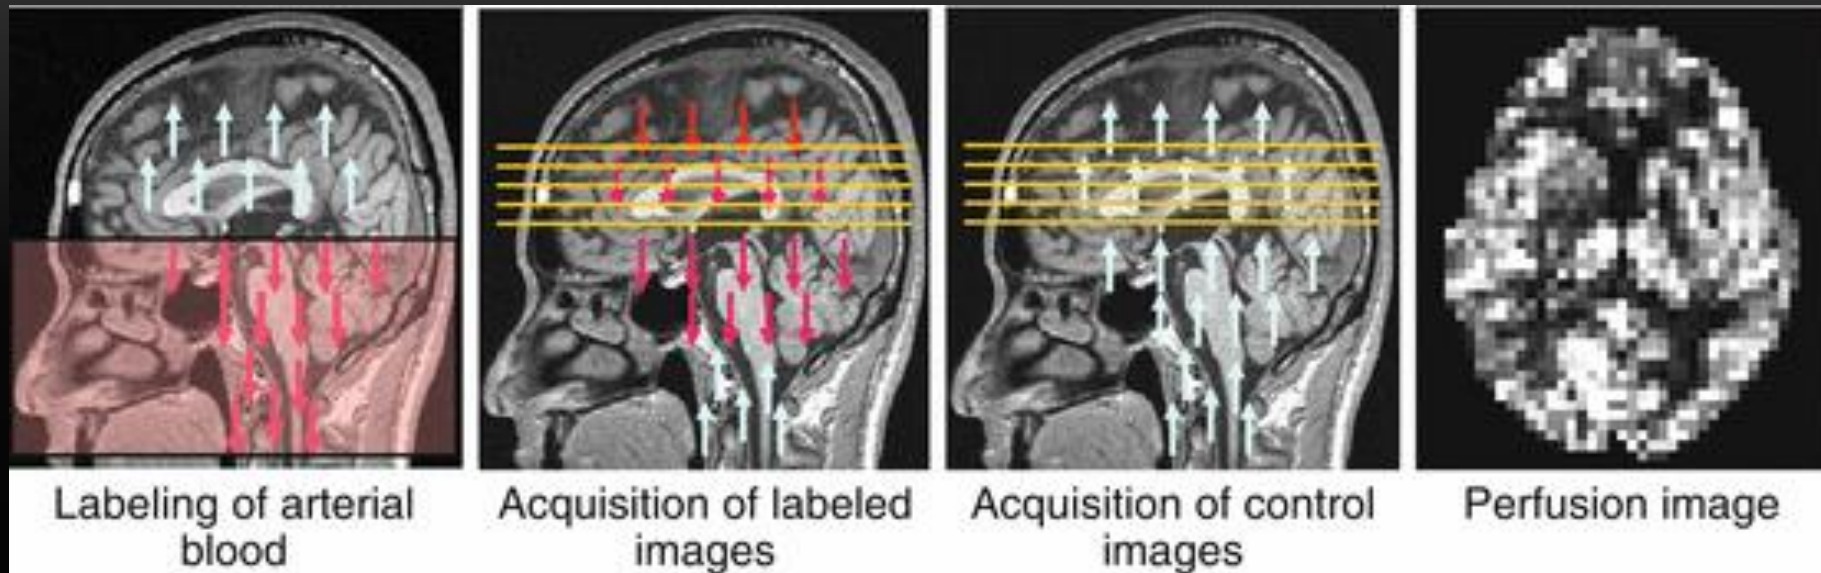 Labeling of arterial
blood
Acquisition of labeled
images
Acquisition of control
images
Perfusion image